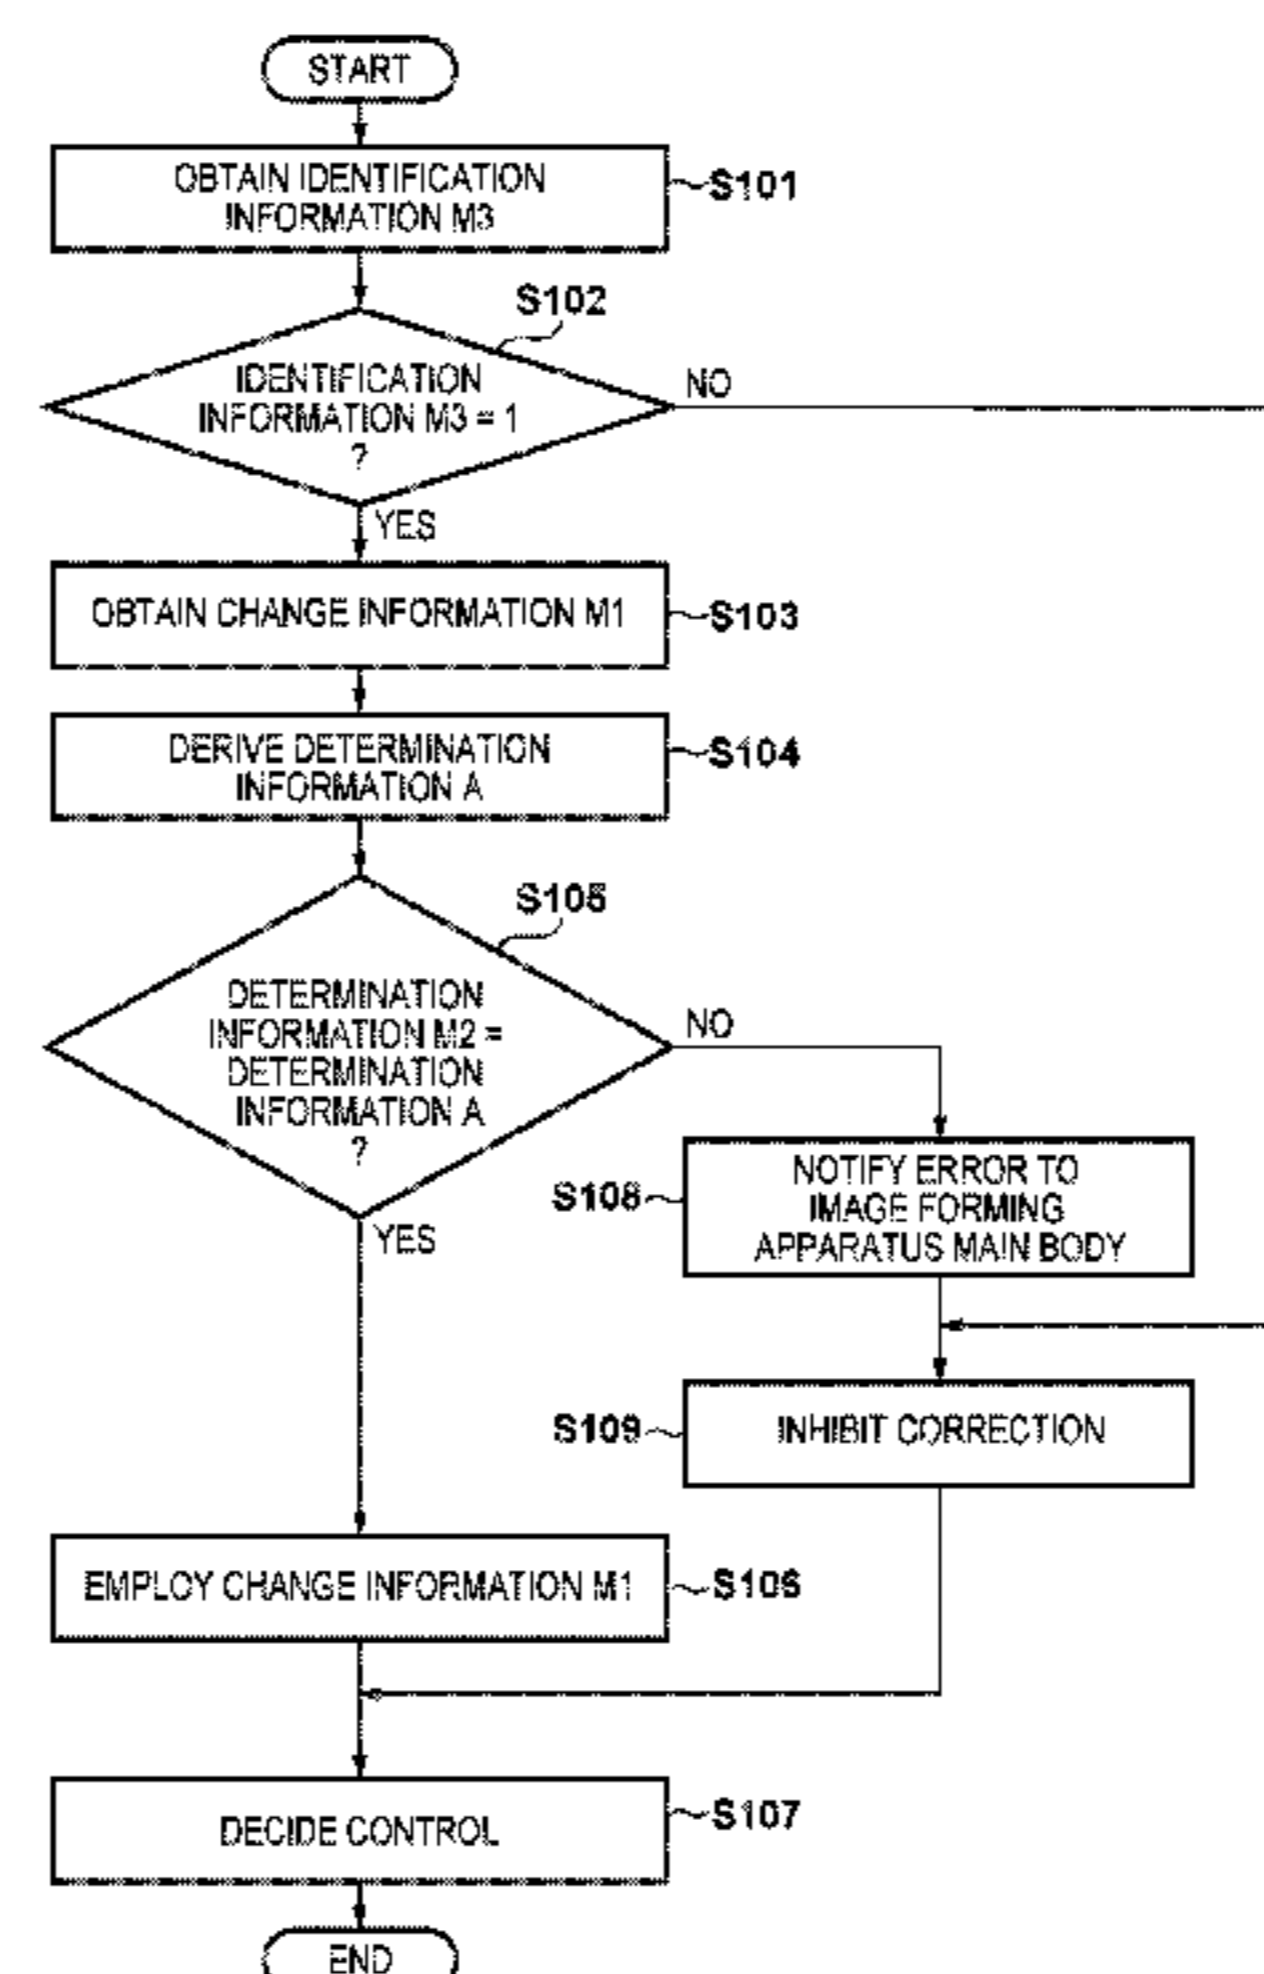 START
OBTAIN IDENTIFICATION
INFORMATION M3
S101
S102
IDENTIFICATION
INFORMATION M3 = 1
?
NO
YES
OBTAIN CHANGE INFORMATION M1
S103
DERIVE DETERMINATION
INFORMATION A
S104
S105
DETERMINATION
INFORMATION M2 =
DETERMINATION
INFORMATION A
?
NO
YES
S108
NOTIFY ERROR TO
IMAGE FORMING
APPARATUS MAIN BODY
S109
INHIBIT CORRECTION
EMPLOY CHANGE INFORMATION M1
S106
DECIDE CONTROL
S107
END